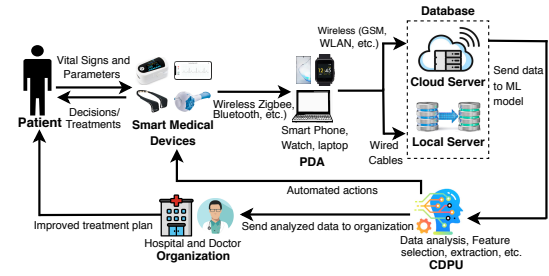 Database
Wireless (GSM,
WLAN, etc.)
Vital Signs and
Parameters
Cloud Server
Send data
to ML
model
Decisions/
Treatments
Patient
Smart Medical
Devices
Wireless Zigbee,
Bluetooth, etc.)
Smart Phone,
Watch, laptop
PDA
Wired
Cables
Local Server
Automated actions
Improved treatment plan
Hospital and Doctor
Organization
Send analyzed data to organization
Data analysis, Feature
selection, extraction, etc.
CDPU